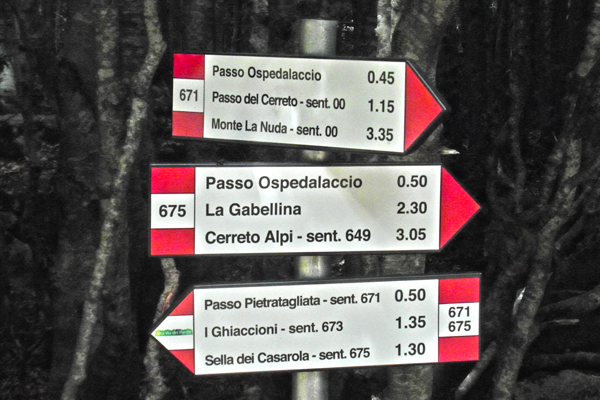 671
Passo Ospedalaccio 0.45
Passo del Cerreto - sent. 00 1.15
Monte La Nuda - sent. 00 3.35
675
Passo Ospedalaccio 0.50
La Gabellina 2.30
Cerreto Alpi - sent. 649 3.05
Passo Pietratagliata - sent. 671 0.50
I Ghiaccioni - sent. 673 1.35
Sella dei Casarola - sent. 675 1.30
671
675